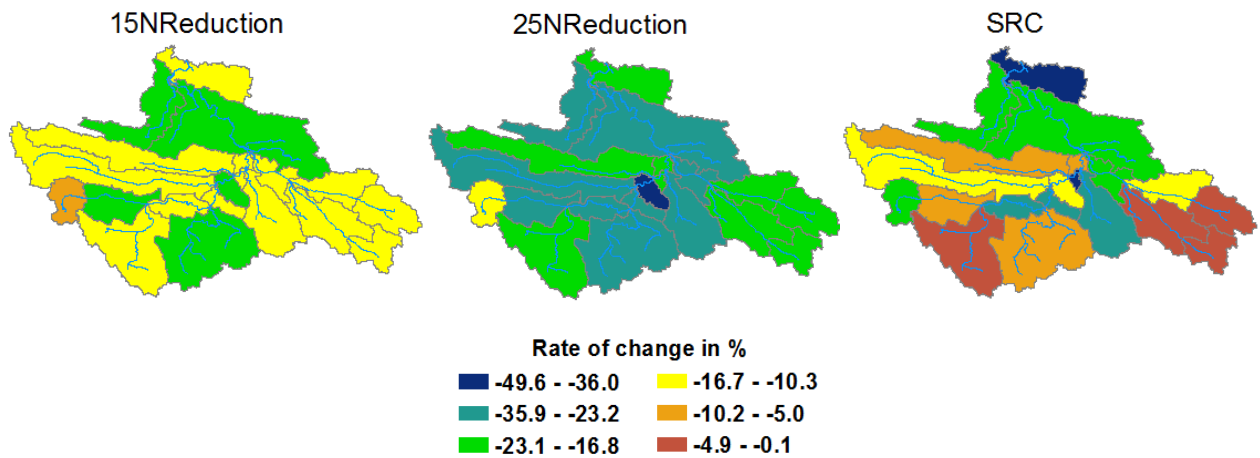 15NReduction 25NReduction SRC
Rate of change in %
-49.6 - -36.0 -16.7 - -10.3
-35.9 - -23.2 -10.2 - -5.0
-23.1 - -16.8 -4.9 - -0.1